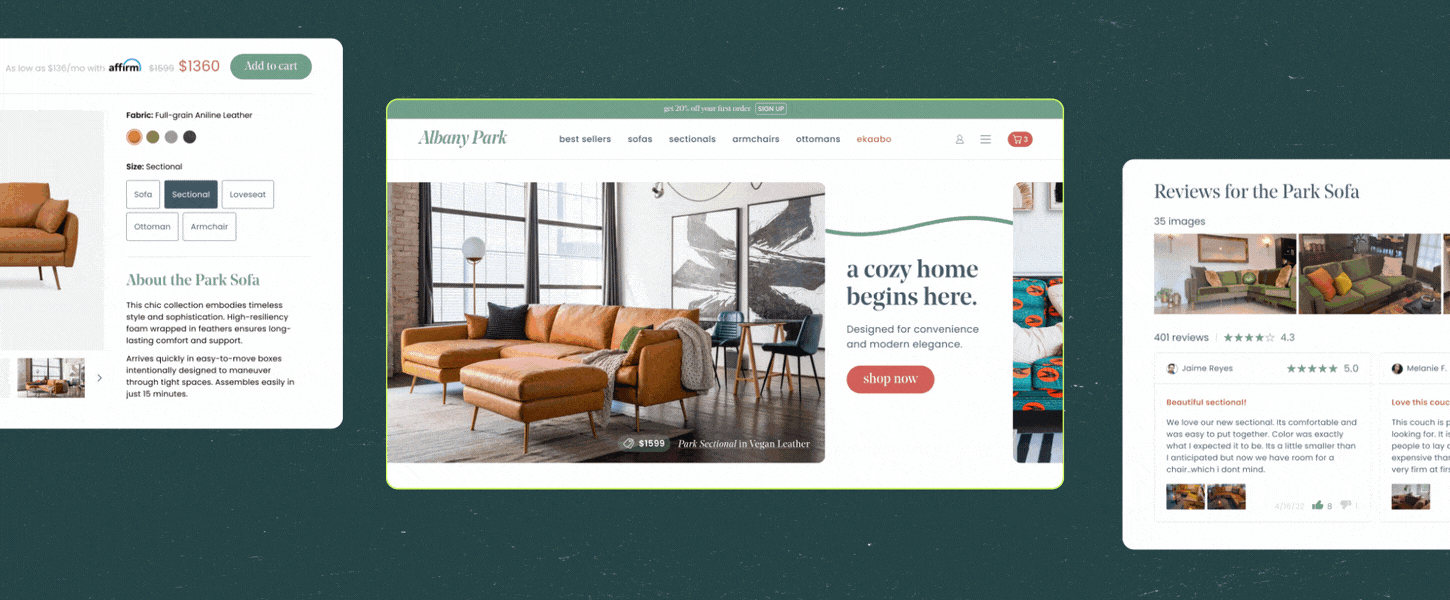 As low as $136/mo with affirm $1599 $1360 Add to cart
Fabric: Full-grain Aniline Leather
Size: Sectional
Sofa Sectional Loveseat
Ottoman Armchair
About the Park Sofa
This chic collection embodies timeless
style and sophistication. High-resiliency
foam wrapped in feathers ensures long-
lasting comfort and support.
Arrives quickly in easy-to-move boxes
intentionally designed to maneuver
through tight spaces. Assembles easily in
just 15 minutes.
get 20% off your first order SIGN UP
Albany Park best sellers sofas sectionals armchairs ottomans ekaabo 3
a cozy home
begins here.
Designed for convenience
and modern elegance.
shop now
$1599 Park Sectional in Vegan Leather
Reviews for the Park Sofa
35 images
401 reviews 4.3
Jaime Reyes 5.0
Beautiful sectional!
We love our new sectional. Its comfortable and
was easy to put together. Color was exactly
what I expected it to be. Its a little smaller than
I anticipated but now we have room for a
chair..which i dont mind.
4/16/22 8 1
Melanie F.
Love this couc
This couch is p
looking for. It is
people to lay o
expensive than
very firm at firs